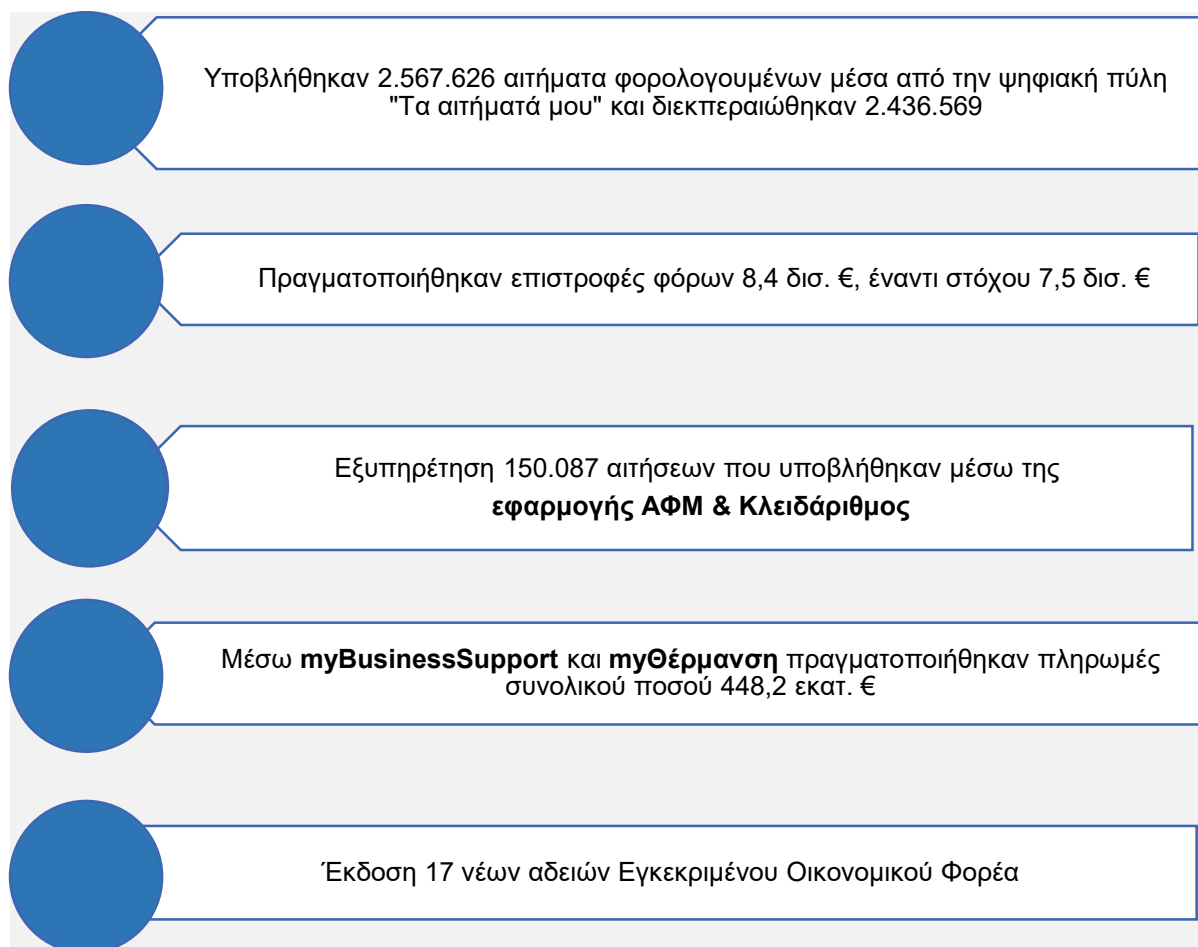 Υποβλήθηκαν 2.567.626 αιτήματα φορολογουμένων μέσα από την ψηφιακή πύλη
"Τα αιτήματά μου" και διεκπεραιώθηκαν 2.436.569
Πραγματοποιήθηκαν επιστροφές φόρων 8,4 δισ. €, έναντι στόχου 7,5 δισ. €
Εξυπηρέτηση 150.087 αιτήσεων που υποβλήθηκαν μέσω της
εφαρμογής ΑΦΜ & Κλειδάριθμος
Μέσω myBusinessSupport και myΘέρμανση πραγματοποιήθηκαν πληρωμές
συνολικού ποσού 448,2 εκατ. €
Έκδοση 17 νέων αδειών Εγκεκριμένου Οικονομικού Φορέα